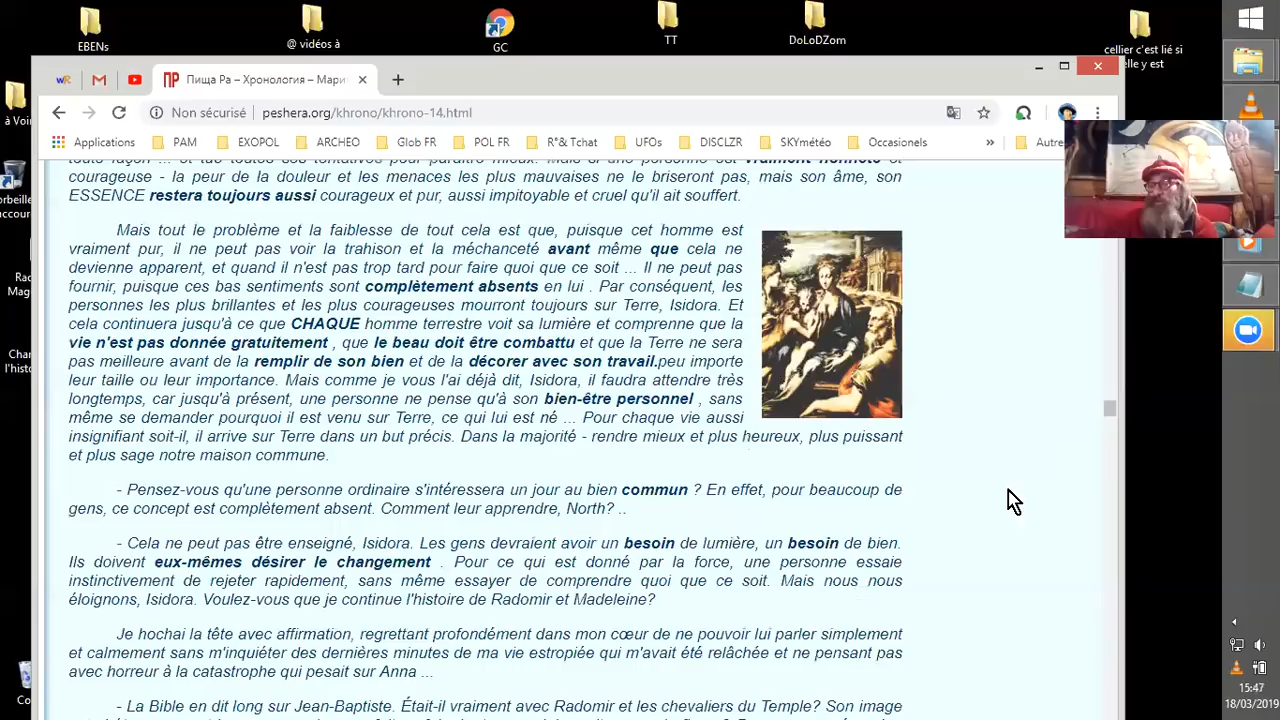 EBENs
@ vidéos à
GC
TT
DoLoDZom
cellier c'est lié si
elle y est
Пища Ра – Хронология – Мари
Non sécurisé
peshera.org/khrono/khrono-14.html
Applications
PAM
EXOPOL
ARCHEO
Glob FR
POL FR
R°& Tchat
UFOs
DISCLZR
SKYmétéo
Occasionels
»
Autre
à Voir
courageuse - la peur de la douleur et les menaces les plus mauvaises ne le briseront pas, mais son âme, son
ESSENCE restera toujours aussi courageux et pur, aussi impitoyable et cruel qu'il ait souffert.
Mais tout le problème et la faiblesse de tout cela est que, puisque cet homme est
vraiment pur, il ne peut pas voir la trahison et la méchanceté avant même que cela ne
devienne apparent, et quand il n'est pas trop tard pour faire quoi que ce soit ... Il ne peut pas
fournir, puisque ces bas sentiments sont complètement absents en lui . Par conséquent, les
personnes les plus brillantes et les plus courageuses mourront toujours sur Terre, Isidora. Et
cela continuera jusqu'à ce que CHAQUE homme terrestre voit sa lumière et comprenne que la
vie n'est pas donnée gratuitement , que le beau doit être combattu et que la Terre ne sera
pas meilleure avant de la remplir de son bien et de la décorer avec son travail.peu importe
leur taille ou leur importance. Mais comme je vous l'ai déjà dit, Isidora, il faudra attendre très
longtemps, car jusqu'à présent, une personne ne pense qu'à son bien-être personnel , sans
même se demander pourquoi il est venu sur Terre, ce qui lui est né ... Pour chaque vie aussi
insignifiant soit-il, il arrive sur Terre dans un but précis. Dans la majorité - rendre mieux et plus heureux, plus puissant
et plus sage notre maison commune.
- Pensez-vous qu'une personne ordinaire s'intéressera un jour au bien commun ? En effet, pour beaucoup de
gens, ce concept est complètement absent. Comment leur apprendre, North? ..
- Cela ne peut pas être enseigné, Isidora. Les gens devraient avoir un besoin de lumière, un besoin de bien.
Ils doivent eux-mêmes désirer le changement . Pour ce qui est donné par la force, une personne essaie
instinctivement de rejeter rapidement, sans même essayer de comprendre quoi que ce soit. Mais nous nous
éloignons, Isidora. Voulez-vous que je continue l'histoire de Radomir et Madeleine?
Je hochai la tête avec affirmation, regrettant profondément dans mon cœur de ne pouvoir lui parler simplement
et calmement sans m'inquiéter des dernières minutes de ma vie estropiée qui m'avait été relâchée et ne pensant pas
avec horreur à la catastrophe qui pesait sur Anna ...
- La Bible en dit long sur Jean-Baptiste. Était-il vraiment avec Radomir et les chevaliers du Temple? Son image
15:47
18/03/2019